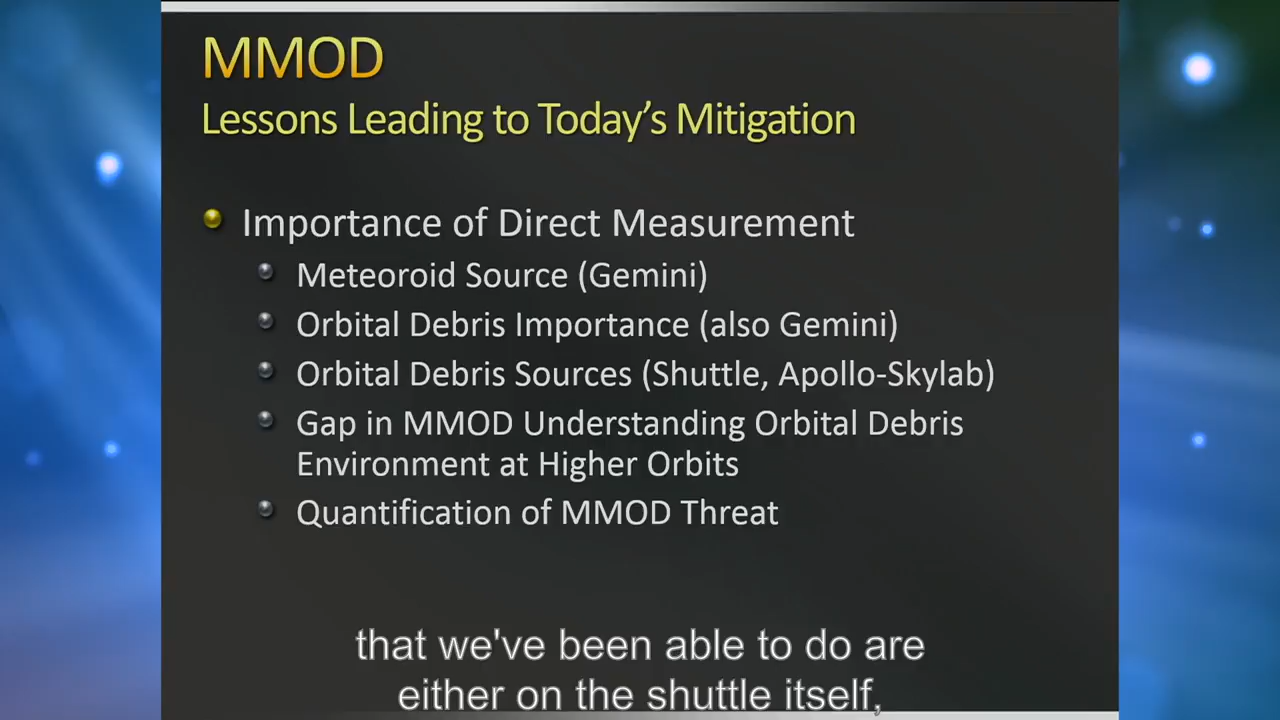 MMOD
Lessons Leading to Today's Mitigation
Importance of Direct Measurement
Meteoroid Source (Gemini)
Orbital Debris Importance (also Gemini)
Orbital Debris Sources (Shuttle, Apollo-Skylab)
Gap in MMOD Understanding Orbital Debris
Environment at Higher Orbits
Quantification of MMOD Threat
that we've been able to do are
either on the shuttle itself,